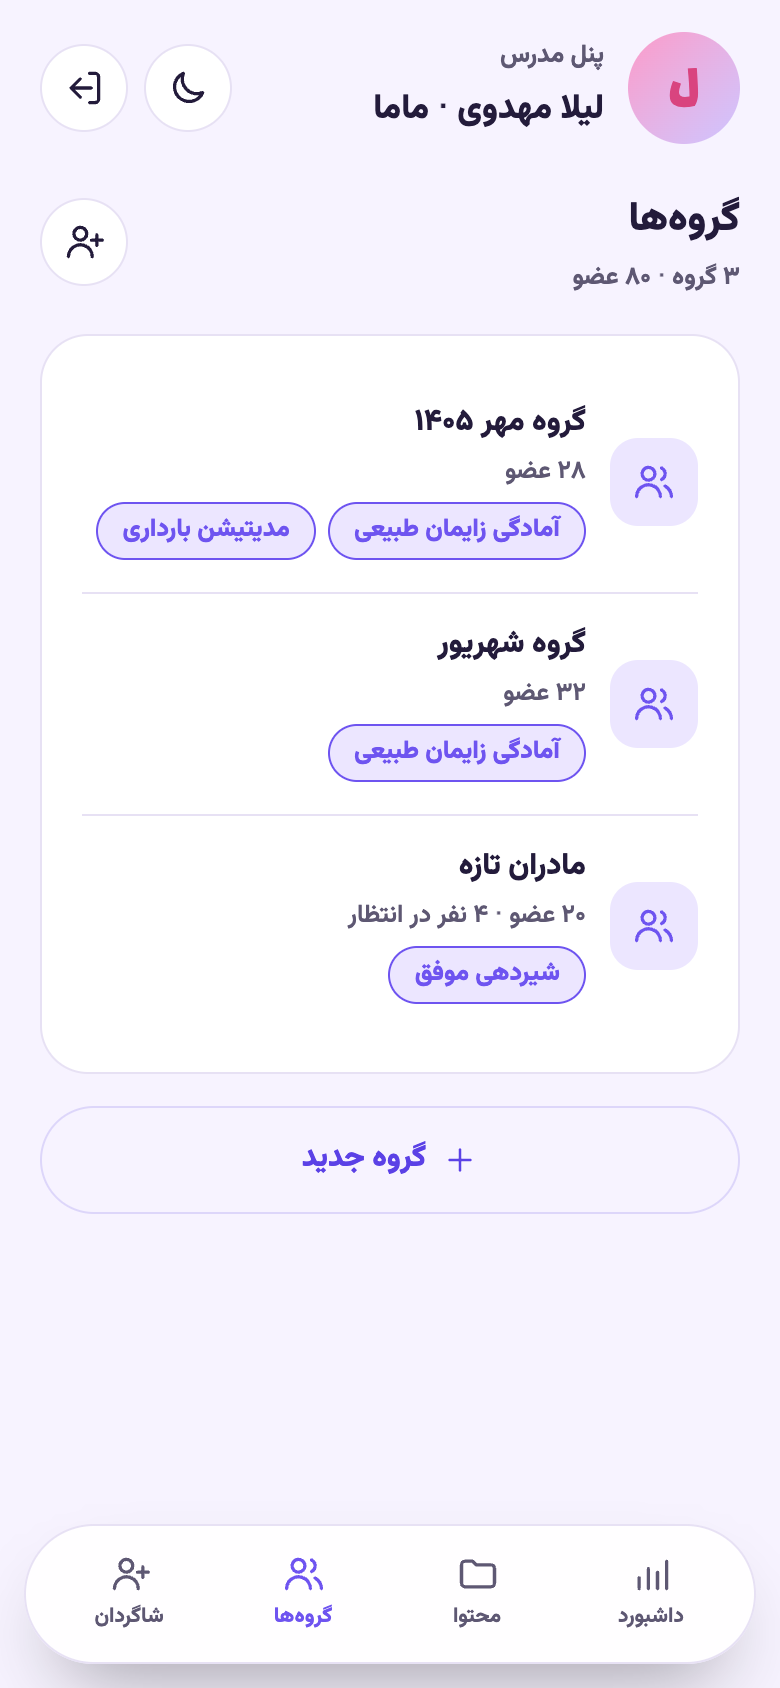 ل
پنل مدرس
لیلا مهدوی · ماما
گروه‌ها
۳ گروه · ۸۰ عضو
گروه مهر ۱۴۰۵
۲۸ عضو
آمادگی زایمان طبیعی
مدیتیشن بارداری
گروه شهریور
۳۲ عضو
آمادگی زایمان طبیعی
مادران تازه
۲۰ عضو · ۴ نفر در انتظار
شیردهی موفق
گروه جدید
داشبورد
محتوا
گروه‌ها
شاگردان